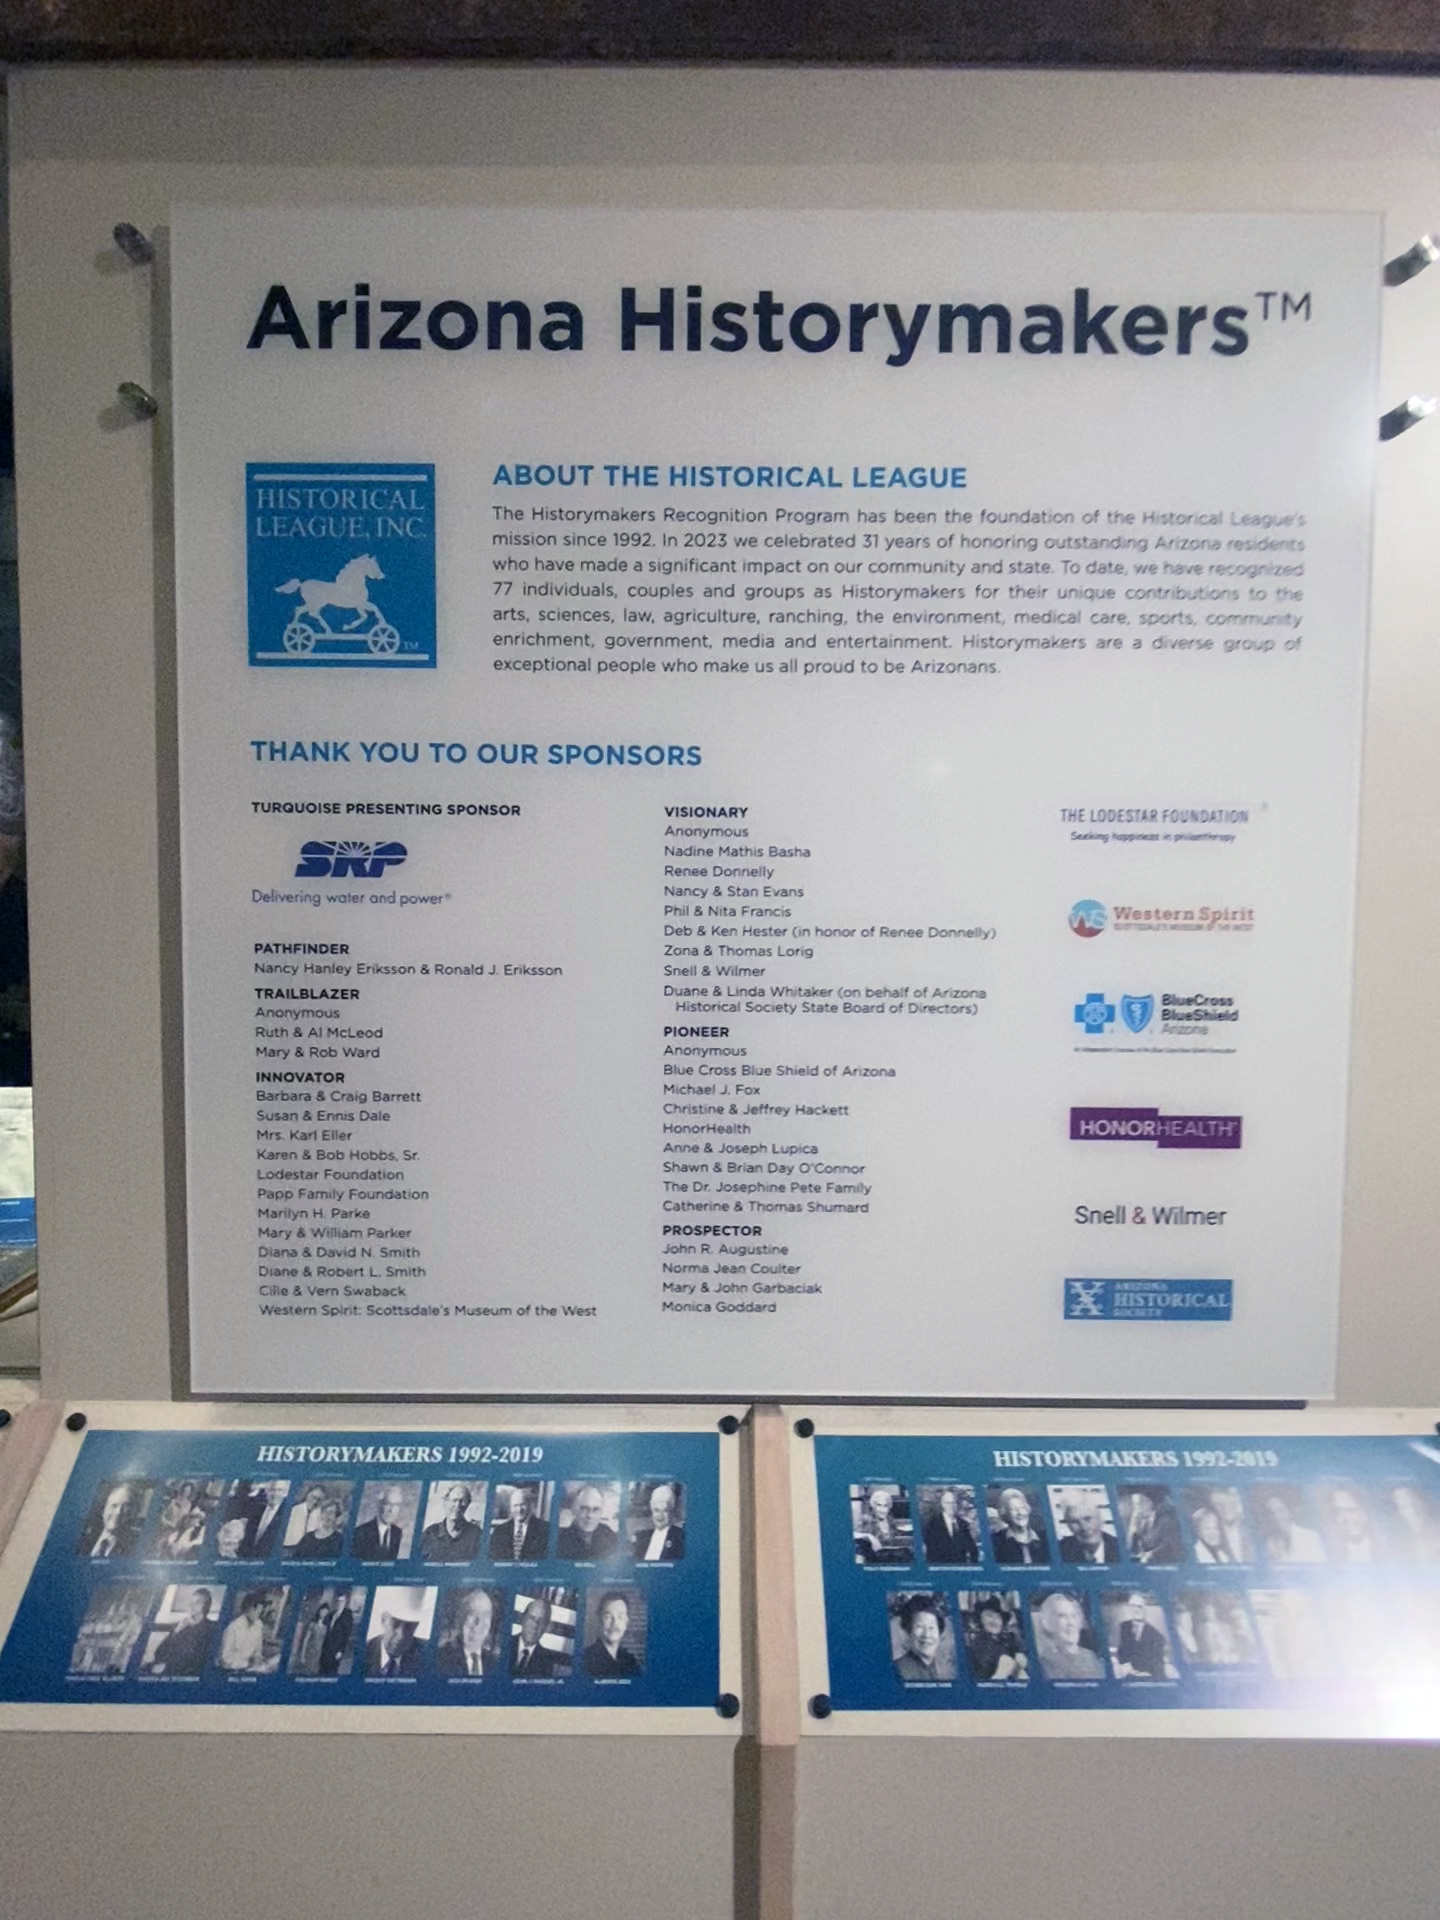 Arizona Historymakers™
HISTORICAL
LEAGUE, INC.
TM
ABOUT THE HISTORICAL LEAGUE
The Historymakers Recognition Program has been the foundation of the Historical League's
mission since 1992. In 2023 we celebrated 31 years of honoring outstanding Arizona residents
who have made a significant impact on our community and state. To date, we have recognized
77 individuals, couples and groups as Historymakers for their unique contributions to the
arts, sciences, law, agriculture, ranching, the environment, medical care, sports, community
enrichment, government, media and entertainment. Historymakers are a diverse group of
exceptional people who make us all proud to be Arizonans.
THANK YOU TO OUR SPONSORS
TURQUOISE PRESENTING SPONSOR
SRP
Delivering water and power®
PATHFINDER
Nancy Hanley Eriksson & Ronald J. Eriksson
TRAILBLAZER
Anonymous
Ruth & Al McLeod
Mary & Rob Ward
INNOVATOR
Barbara & Craig Barrett
Susan & Ennis Dale
Mrs. Karl Eller
Karen & Bob Hobbs, Sr.
Lodestar Foundation
Papp Family Foundation
Marilyn H. Parke
Mary & William Parker
Diana & David N. Smith
Diane & Robert L. Smith
Cille & Vern Swaback
Western Spirit: Scottsdale's Museum of the West
VISIONARY
Anonymous
Nadine Mathis Basha
Renee Donnelly
Nancy & Stan Evans
Phil & Nita Francis
Deb & Ken Hester (in honor of Renee Donnelly)
Zona & Thomas Lorig
Snell & Wilmer
Duane & Linda Whitaker (on behalf of Arizona
Historical Society State Board of Directors)
PIONEER
Anonymous
Blue Cross Blue Shield of Arizona
Michael J. Fox
Christine & Jeffrey Hackett
HonorHealth
Anne & Joseph Lupica
Shawn & Brian Day O'Connor
The Dr. Josephine Pete Family
Catherine & Thomas Shumard
PROSPECTOR
John R. Augustine
Norma Jean Coulter
Mary & John Garbaciak
Monica Goddard
THE LODESTAR FOUNDATION
Seeking happiness in philanthropy
WS Western Spirit
SCOTTSDALE'S MUSEUM OF THE WEST
BlueCross
BlueShield
Arizona
HONORHEALTH
Snell & Wilmer
ARIZONA
HISTORICAL
SOCIETY
HISTORYMAKERS 1992-2019
HISTORYMAKERS 1992-2019